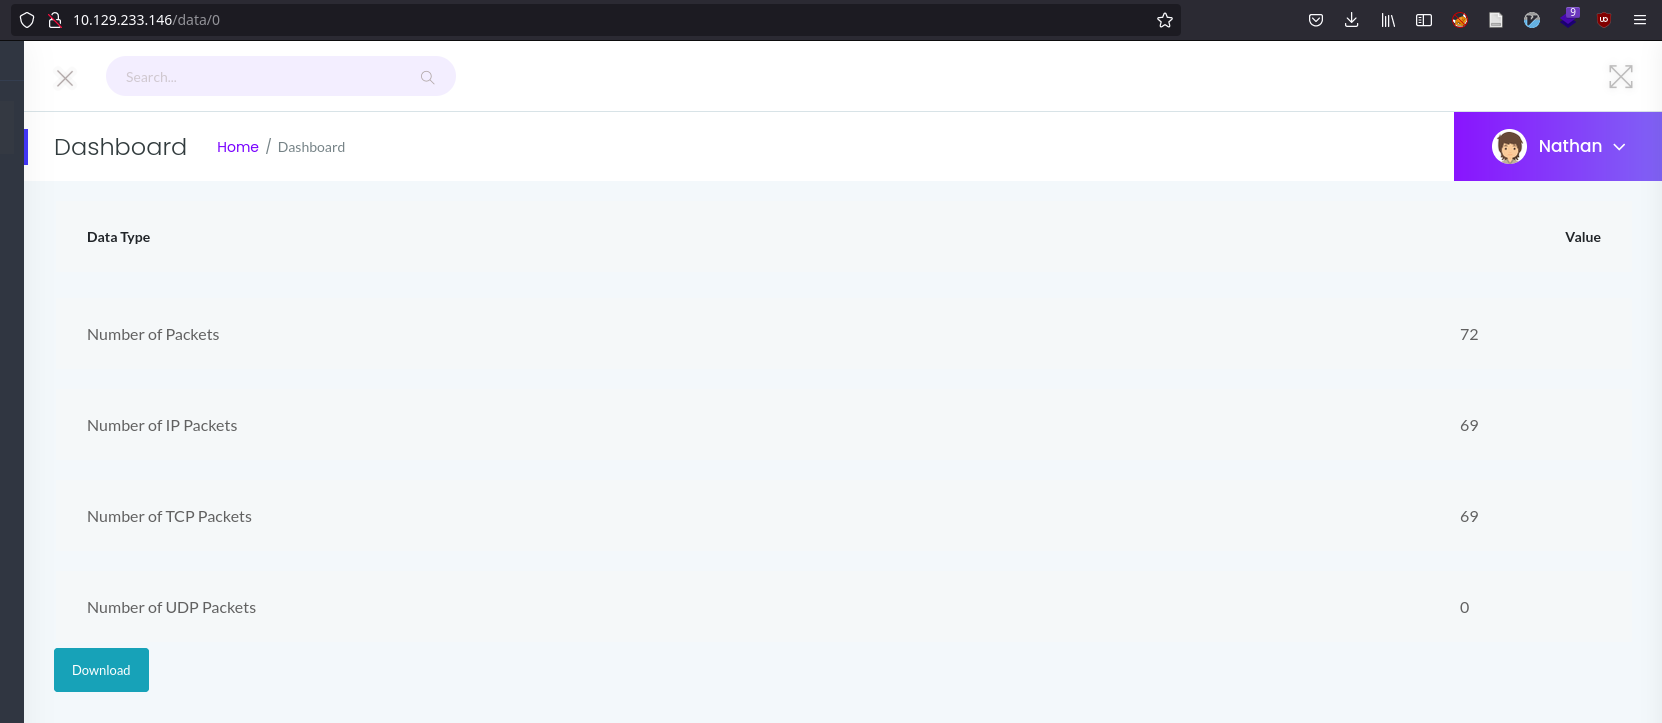 10.129.233.146/data/0
9
Search...
Dashboard
Home / Dashboard
Nathan
Data Type Value
Number of Packets 72
Number of IP Packets 69
Number of TCP Packets 69
Number of UDP Packets 0
Download